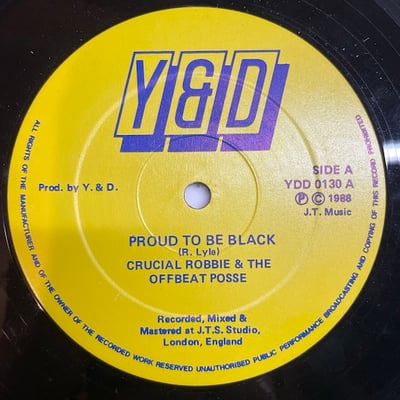 Y&D
SIDE A
YDD 0130 A
Prod. by Y. & D.
Ⓟ © 1988
J.T. Music
PROUD TO BE BLACK
(R. Lyle)
CRUCIAL ROBBIE & THE
OFFBEAT POSSE
Recorded, Mixed &
Mastered at J.T.S. Studio,
London, England
ALL RIGHTS OF THE MANUFACTURER AND OF THE OWNER OF THE RECORDED WORK RESERVED UNAUTHORISED PUBLIC PERFORMANCE BROADCASTING AND COPYING OF THIS RECORD PROHIBITED